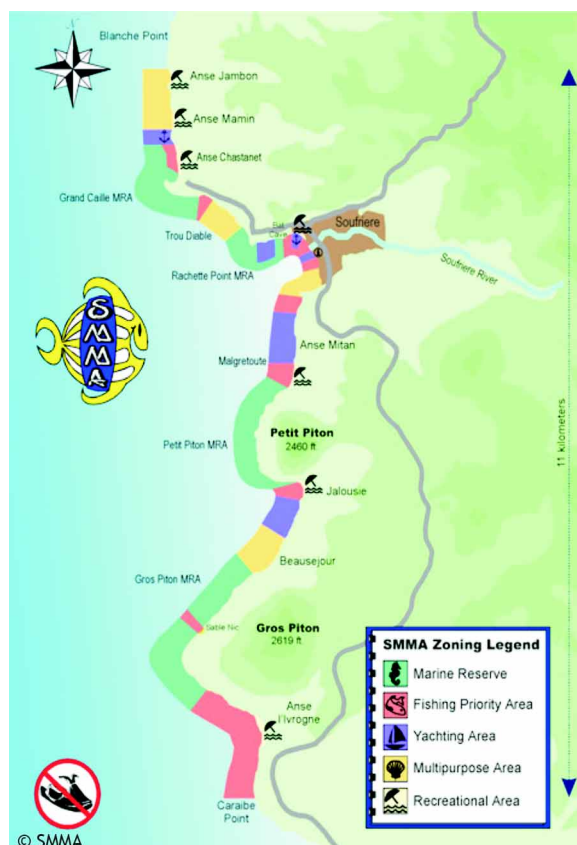 Blanche Point
Anse Jambon
Anse Mamin
Anse Chastanet
Grand Caille MRA
Trou Diable
Bat
Cave
Soufriere
Rachette Point MRA
Soufriere River
SMMA
Anse Mitan
Malgretoute
Petit Piton
2460 ft.
Petit Piton MRA
11 kilometers
Jalousie
Beausejour
Gros Piton MRA
Sable Nic
Gros Piton
2619 ft.
SMMA Zoning Legend
Marine Reserve
Fishing Priority Area
Yachting Area
Multipurpose Area
Recreational Area
Anse
l'Ivrogne
Caraibe
Point
© SMMA